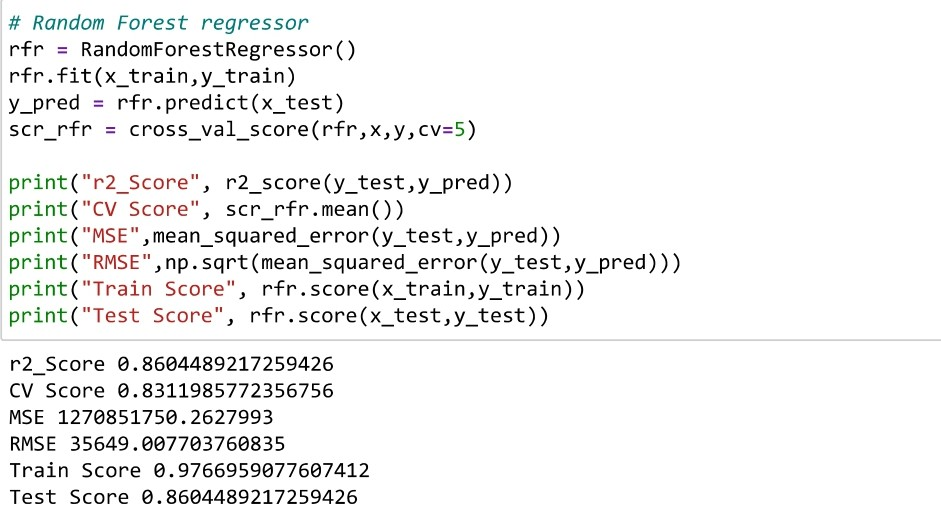 # Random Forest regressor
rfr = RandomForestRegressor()
rfr.fit(x_train,y_train)
y_pred = rfr.predict(x_test)
scr_rfr = cross_val_score(rfr,x,y,cv=5)
print("r2_Score", r2_score(y_test,y_pred))
print("CV Score", scr_rfr.mean())
print("MSE",mean_squared_error(y_test,y_pred))
print("RMSE",np.sqrt(mean_squared_error(y_test,y_pred)))
print("Train Score", rfr.score(x_train,y_train))
print("Test Score", rfr.score(x_test,y_test))
r2_Score 0.8604489217259426
CV Score 0.8311985772356756
MSE 1270851750.2627993
RMSE 35649.007703760835
Train Score 0.9766959077607412
Test Score 0.8604489217259426